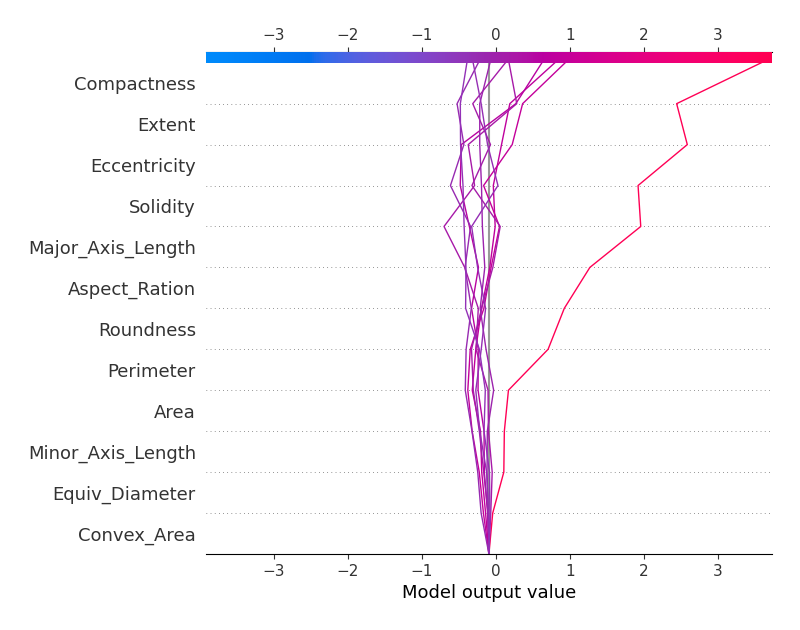 −3 −2 −1 0 1 2 3
Compactness
Extent
Eccentricity
Solidity
Major_Axis_Length
Aspect_Ration
Roundness
Perimeter
Area
Minor_Axis_Length
Equiv_Diameter
Convex_Area
−3 −2 −1 0 1 2 3
Model output value